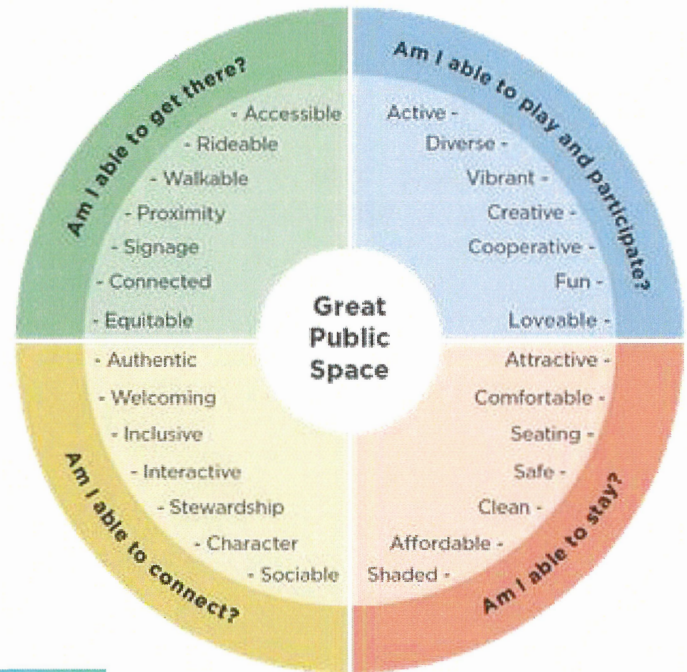 Am I able to get there?
- Accessible
- Rideable
- Walkable
- Proximity
- Signage
- Connected
- Equitable
Am I able to play and participate?
Active -
Diverse -
Vibrant -
Creative -
Cooperative -
Fun -
Loveable -
Great
Public
Space
- Authentic
- Welcoming
- Inclusive
- Interactive
- Stewardship
- Character
- Sociable
Am I able to connect?
Attractive -
Comfortable -
Seating -
Safe -
Clean -
Affordable -
Shaded -
Am I able to stay?